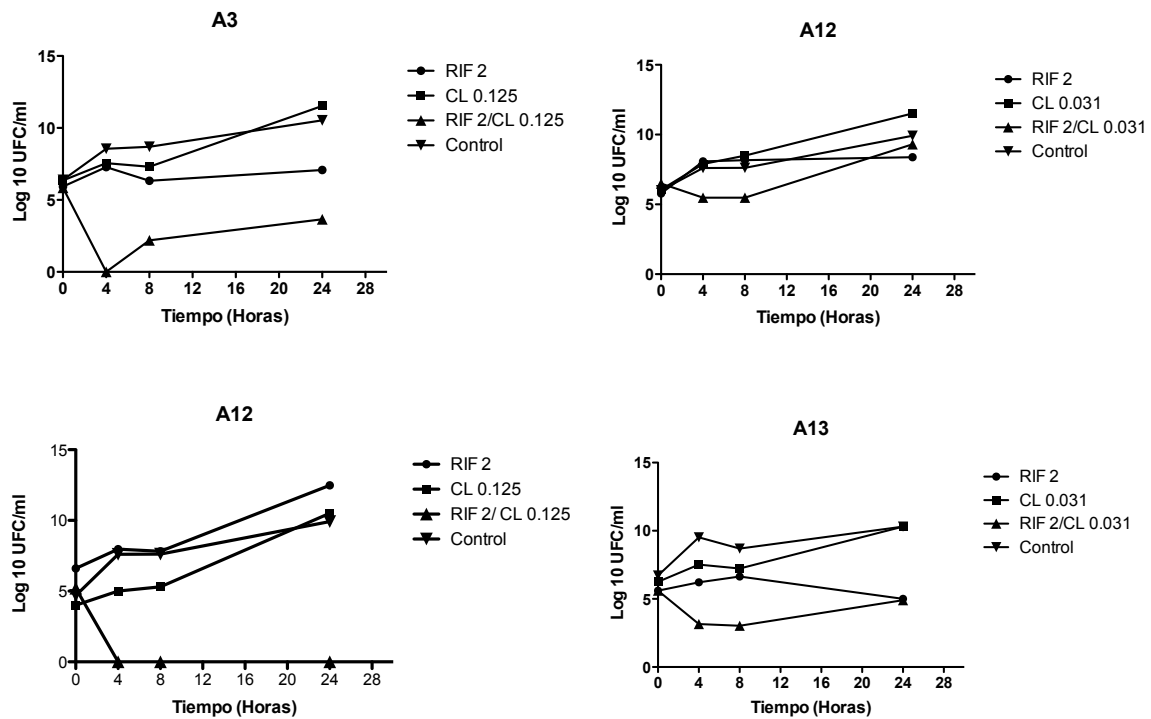 A3
15
10
5
0
Log 10 UFC/ml
0 4 8 12 16 20 24 28
Tiempo (Horas)
RIF 2
CL 0.125
RIF 2/CL 0.125
Control
A12
15
10
5
0
Log 10 UFC/ml
0 4 8 12 16 20 24 28
Tiempo (Horas)
RIF 2
CL 0.031
RIF 2/CL 0.031
Control
A12
15
10
5
0
Log 10 UFC/ml
0 4 8 12 16 20 24 28
Tiempo (Horas)
RIF 2
CL 0.125
RIF 2/ CL 0.125
Control
A13
15
10
5
0
Log 10 UFC/ml
0 4 8 12 16 20 24 28
Tiempo (Horas)
RIF 2
CL 0.031
RIF 2/CL 0.031
Control